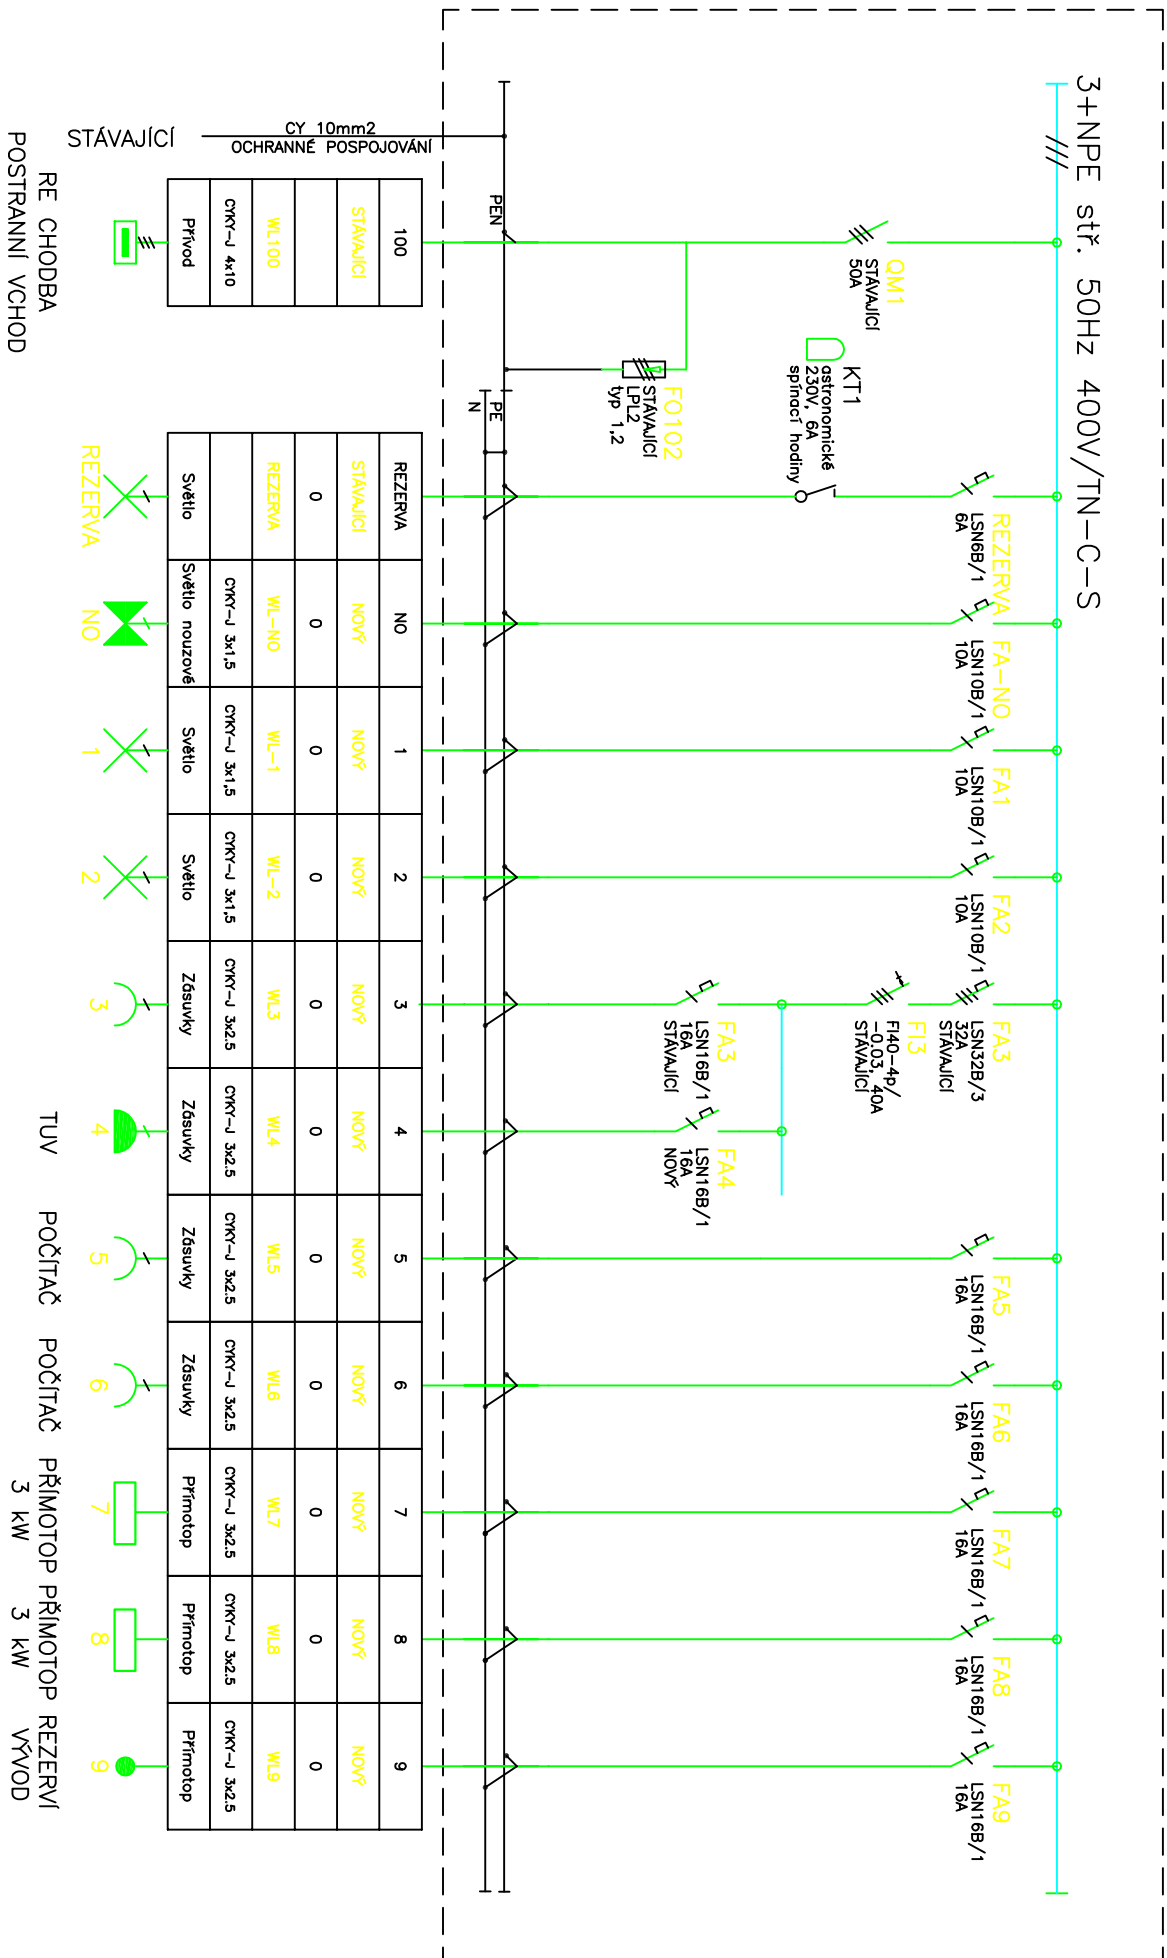 3+NPE stř. 50Hz 400V/TN-C-S
QM1
STÁVAJÍCÍ
50A
KT1
astronomické
230V, 6A
spínací hodiny
FO102
STÁVAJÍCÍ
LPL2
typ 1,2
REZERVA
LSN6B/1
6A
FA-NO
LSN10B/1
10A
FA1
LSN10B/1
10A
FA2
LSN10B/1
10A
FA3
LSN32B/3
32A
STÁVAJÍCÍ
FI3
FI40-4p/
-0.03, 40A
STÁVAJÍCÍ
FA3
LSN16B/1
16A
STÁVAJÍCÍ
FA4
LSN16B/1
16A
NOVÝ
FA5
LSN16B/1
16A
FA6
LSN16B/1
16A
FA7
LSN16B/1
16A
FA8
LSN16B/1
16A
FA9
LSN16B/1
16A
PEN
PE
N
CY 10mm2
OCHRANNÉ POSPOJOVÁNÍ
STÁVAJÍCÍ
100 REZERVA NO 1 2 3 4 5 6 7 8 9
STÁVAJÍCÍ STÁVAJÍCÍ NOVÝ NOVÝ NOVÝ NOVÝ NOVÝ NOVÝ NOVÝ NOVÝ NOVÝ NOVÝ
0 0 0 0 0 0 0 0 0 0 0
WL100 REZERVA WL-NO WL-1 WL-2 WL3 WL4 WL5 WL6 WL7 WL8 WL9
CYKY-J 4x10 CYKY-J 3x1,5 CYKY-J 3x1,5 CYKY-J 3x1,5 CYKY-J 3x2.5 CYKY-J 3x2.5 CYKY-J 3x2.5 CYKY-J 3x2.5 CYKY-J 3x2.5 CYKY-J 3x2.5 CYKY-J 3x2.5
Přívod Světlo Světlo nouzové Světlo Světlo Zásuvky Zásuvky Zásuvky Zásuvky Přímotop Přímotop Přímotop
REZERVA NO 1 2 3 4 5 6 7 8 9
RE CHODBA
POSTRANNÍ VCHOD
TUV
POČÍTAČ
POČÍTAČ
PŘÍMOTOP
3 kW
PŘÍMOTOP
3 kW
REZERVÍ
VÝVOD